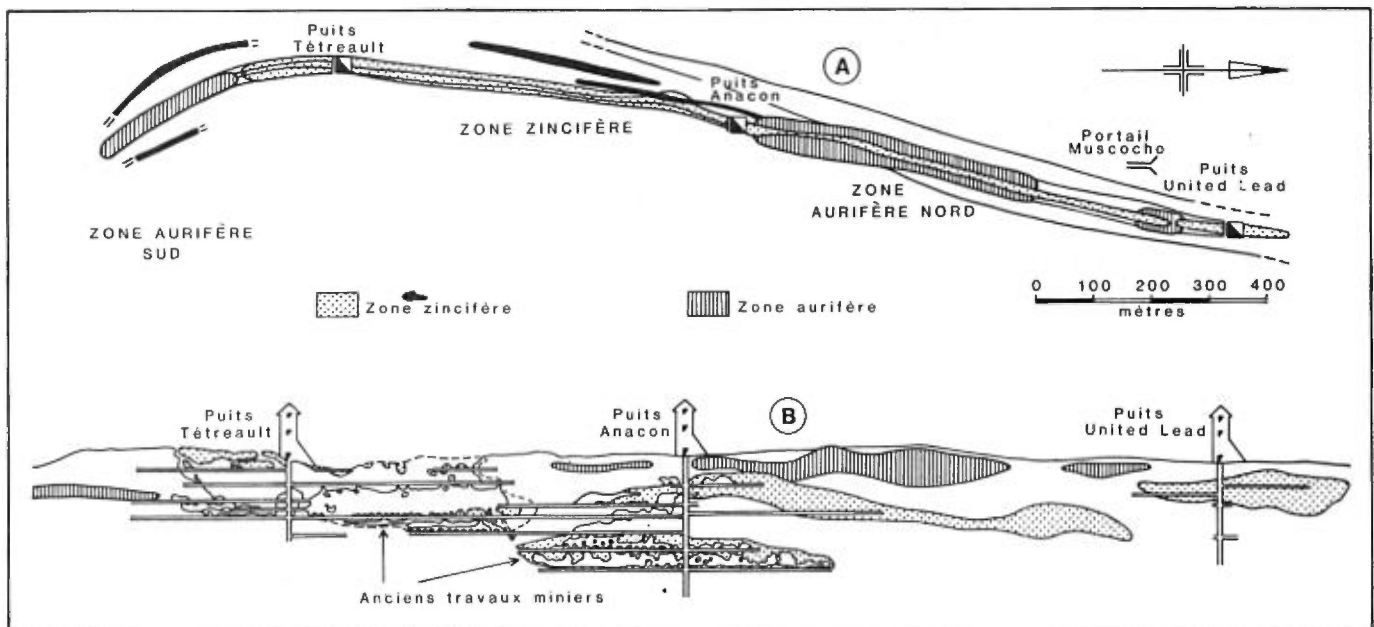 Puits
Tétreault
A
Puits
Anacon
ZONE ZINCIFÈRE
Portail
Muscocho
Puits
United Lead
ZONE
AURIFÈRE NORD
ZONE AURIFÈRE
SUD
0 100 200 300 400
mètres
Zone zincifère
Zone aurifère
B
Puits
Tétreault
Puits
Anacon
Puits
United Lead
Anciens travaux miniers